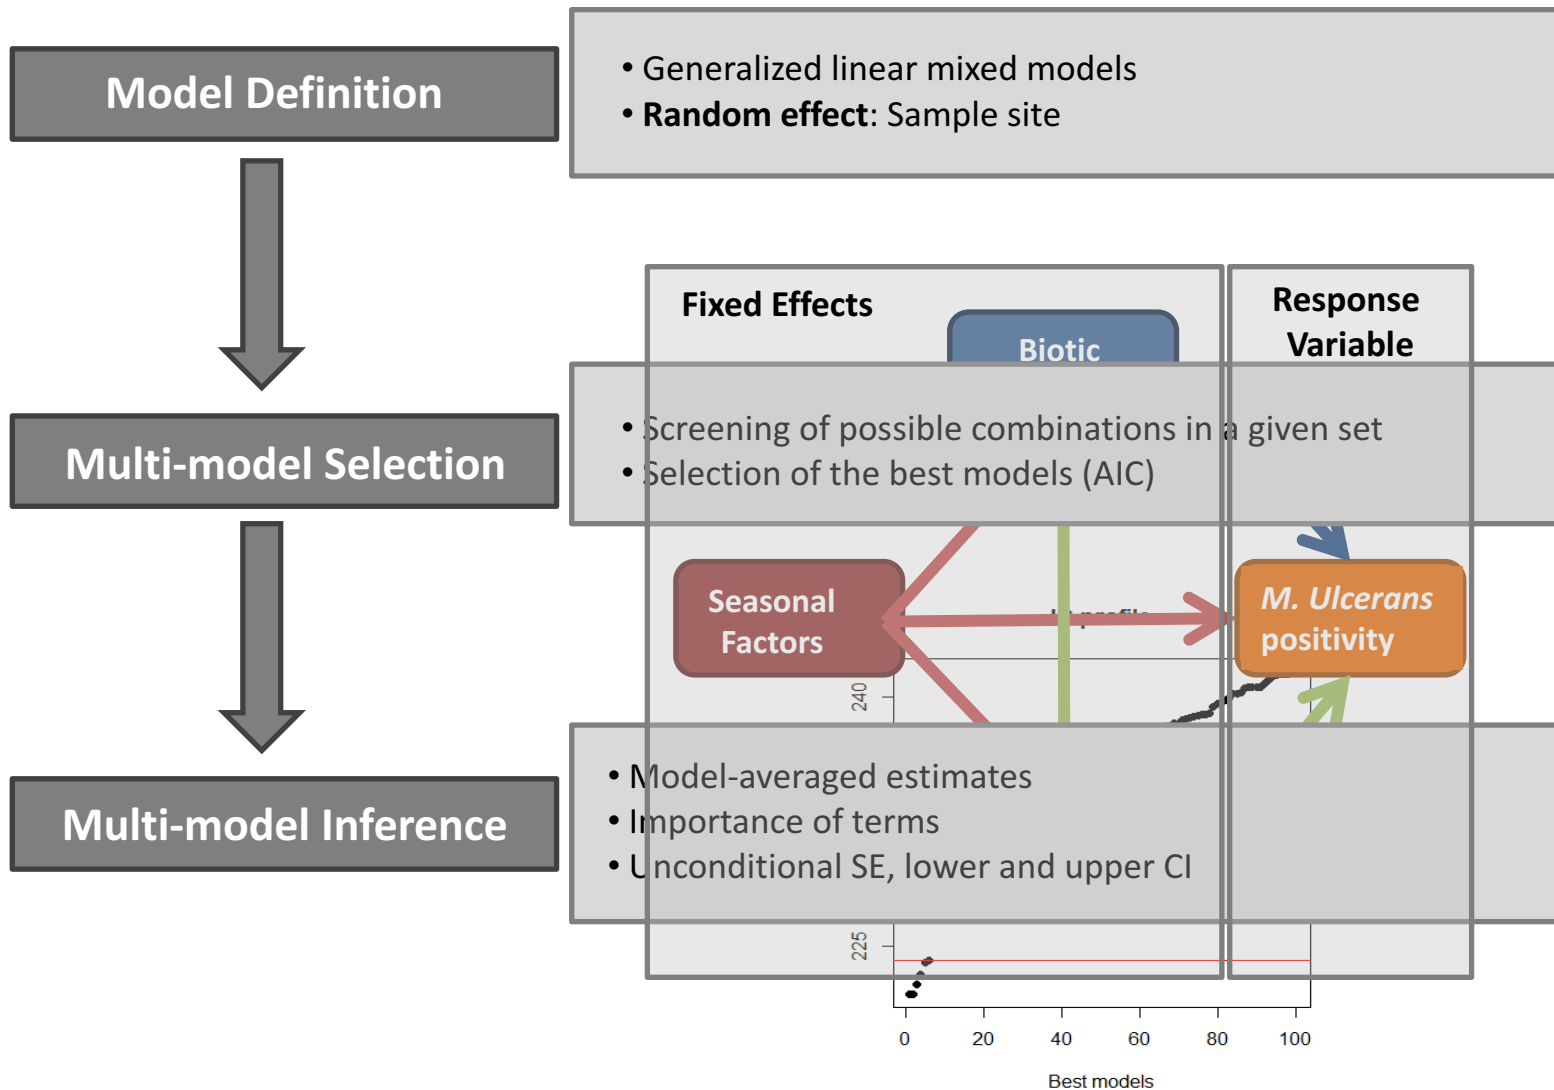 Model Definition
• Generalized linear mixed models
• Random effect: Sample site
Fixed Effects
Response
Variable
Biotic
Multi-model Selection
• Screening of possible combinations in a given set
• Selection of the best models (AIC)
Seasonal
Factors
M. Ulcerans
positivity
240
Multi-model Inference
• Model-averaged estimates
• Importance of terms
• Unconditional SE, lower and upper CI
225
0 20 40 60 80 100
Best models